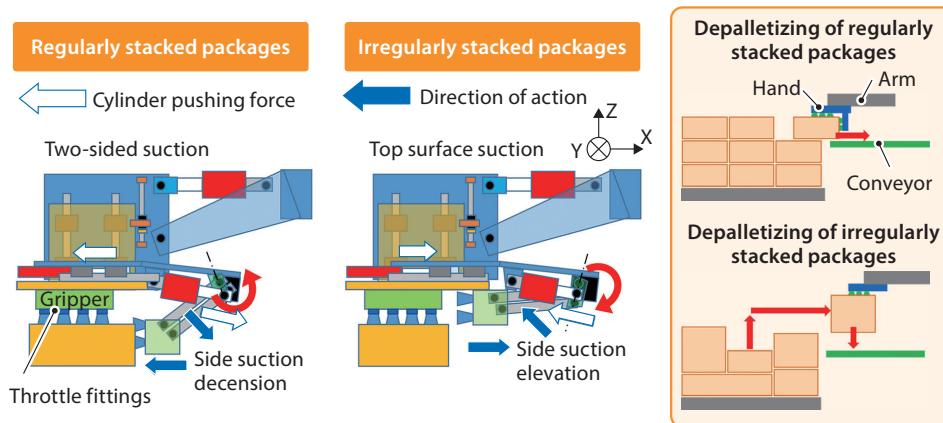 Regularly stacked packages
Irregularly stacked packages
Cylinder pushing force
Direction of action
Z
X
Y
Two-sided suction
Top surface suction
Gripper
Side suction
decension
Throttle fittings
Side suction
elevation
Depalletizing of regularly
stacked packages
Hand
Arm
Conveyor
Depalletizing of irregularly
stacked packages